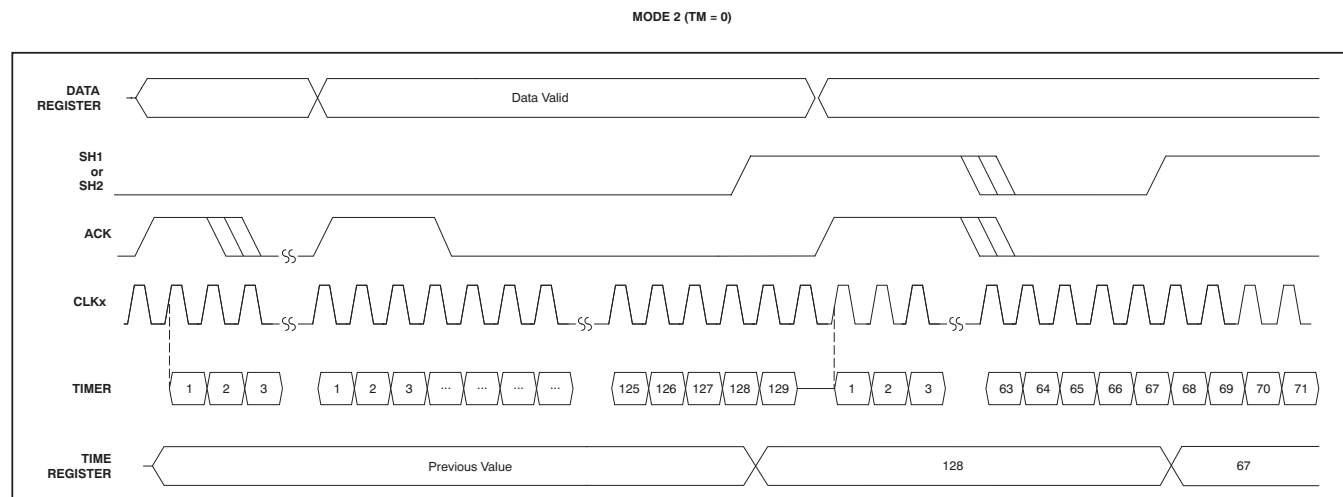 MODE 2 (TM = 0)
DATA
REGISTER
Data Valid
SH1
or
SH2
ACK
CLKx
TIMER
1 2 3 1 2 3 ... ... ... ... 125 126 127 128 129 1 2 3 63 64 65 66 67 68 69 70 71
TIME
REGISTER
Previous Value 128 67